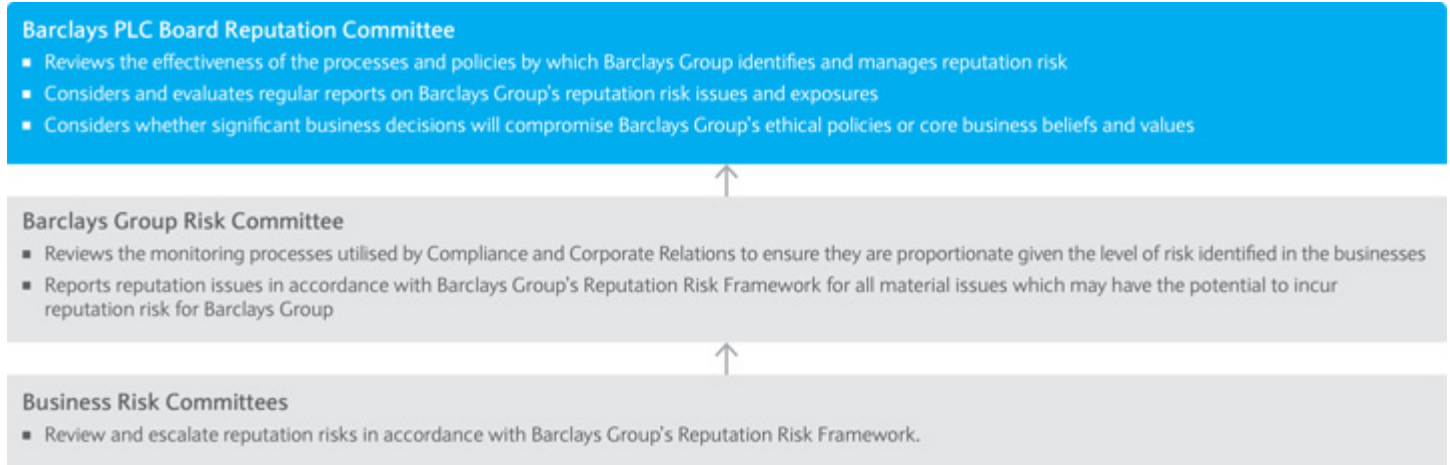 Barclays PLC Board Reputation Committee
▪ Reviews the effectiveness of the processes and policies by which Barclays Group identifies and manages reputation risk
▪ Considers and evaluates regular reports on Barclays Group's reputation risk issues and exposures
▪ Considers whether significant business decisions will compromise Barclays Group's ethical policies or core business beliefs and values
Barclays Group Risk Committee
▪ Reviews the monitoring processes utilised by Compliance and Corporate Relations to ensure they are proportionate given the level of risk identified in the businesses
▪ Reports reputation issues in accordance with Barclays Group's Reputation Risk Framework for all material issues which may have the potential to incur
reputation risk for Barclays Group
Business Risk Committees
▪ Review and escalate reputation risks in accordance with Barclays Group's Reputation Risk Framework.